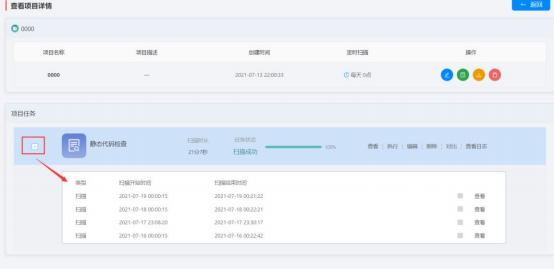 查看项目详情
← 返回
0000
项目名称 项目描述 创建时间 定时扫描 操作
0000 — 2021-07-13 22:00:33 每天 0点
项目任务
静态代码检查 扫描时长 任务状态
21分7秒 扫描成功 100% 查看 执行 编辑 删除 对比 查看日志
类型 扫描开始时间 扫描结束时间
扫描 2021-07-19 00:00:15 2021-07-19 00:21:22 查看
扫描 2021-07-18 00:00:15 2021-07-18 00:22:21 查看
扫描 2021-07-17 23:08:20 2021-07-17 23:30:17 查看
扫描 2021-07-16 00:00:15 2021-07-16 00:22:42 查看